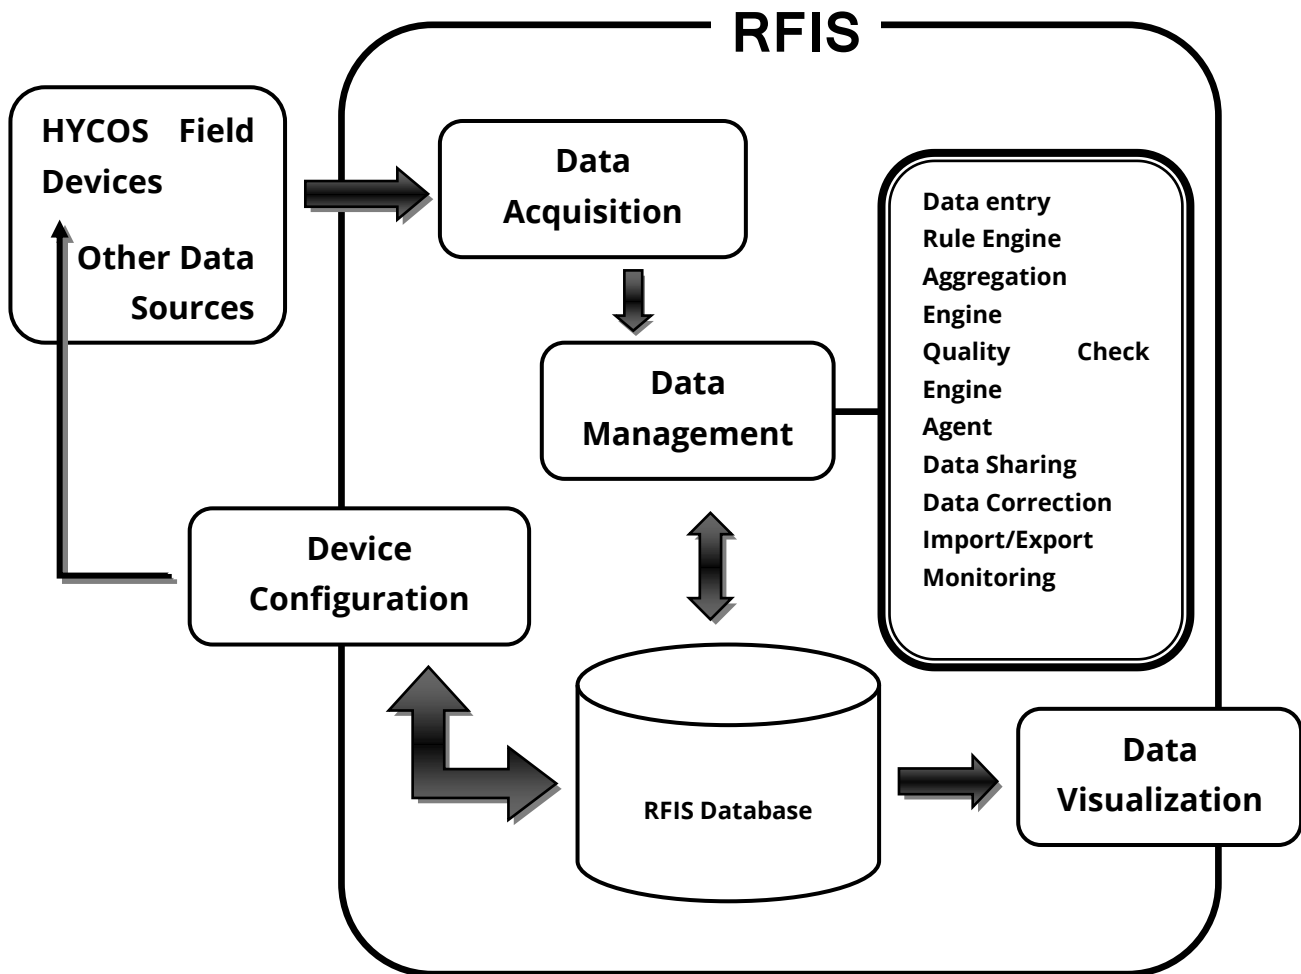 RFIS
HYCOS Field
Devices
Other Data
Sources
Data
Acquisition
Data
Management
Data entry
Rule Engine
Aggregation
Engine
Quality Check
Engine
Agent
Data Sharing
Data Correction
Import/Export
Monitoring
Device
Configuration
RFIS Database
Data
Visualization